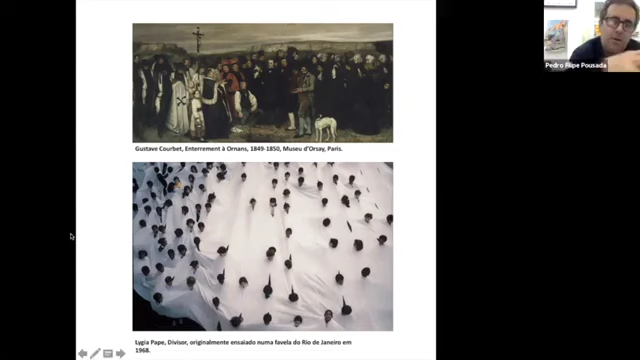 Pedro Filipe Pousada
Gustave Courbet, Enterrement à Ornans, 1849-1850, Museu d'Orsay, Paris.
Lygia Pape, Divisor, originalmente ensaiado numa favela do Rio de Janeiro em
1968.